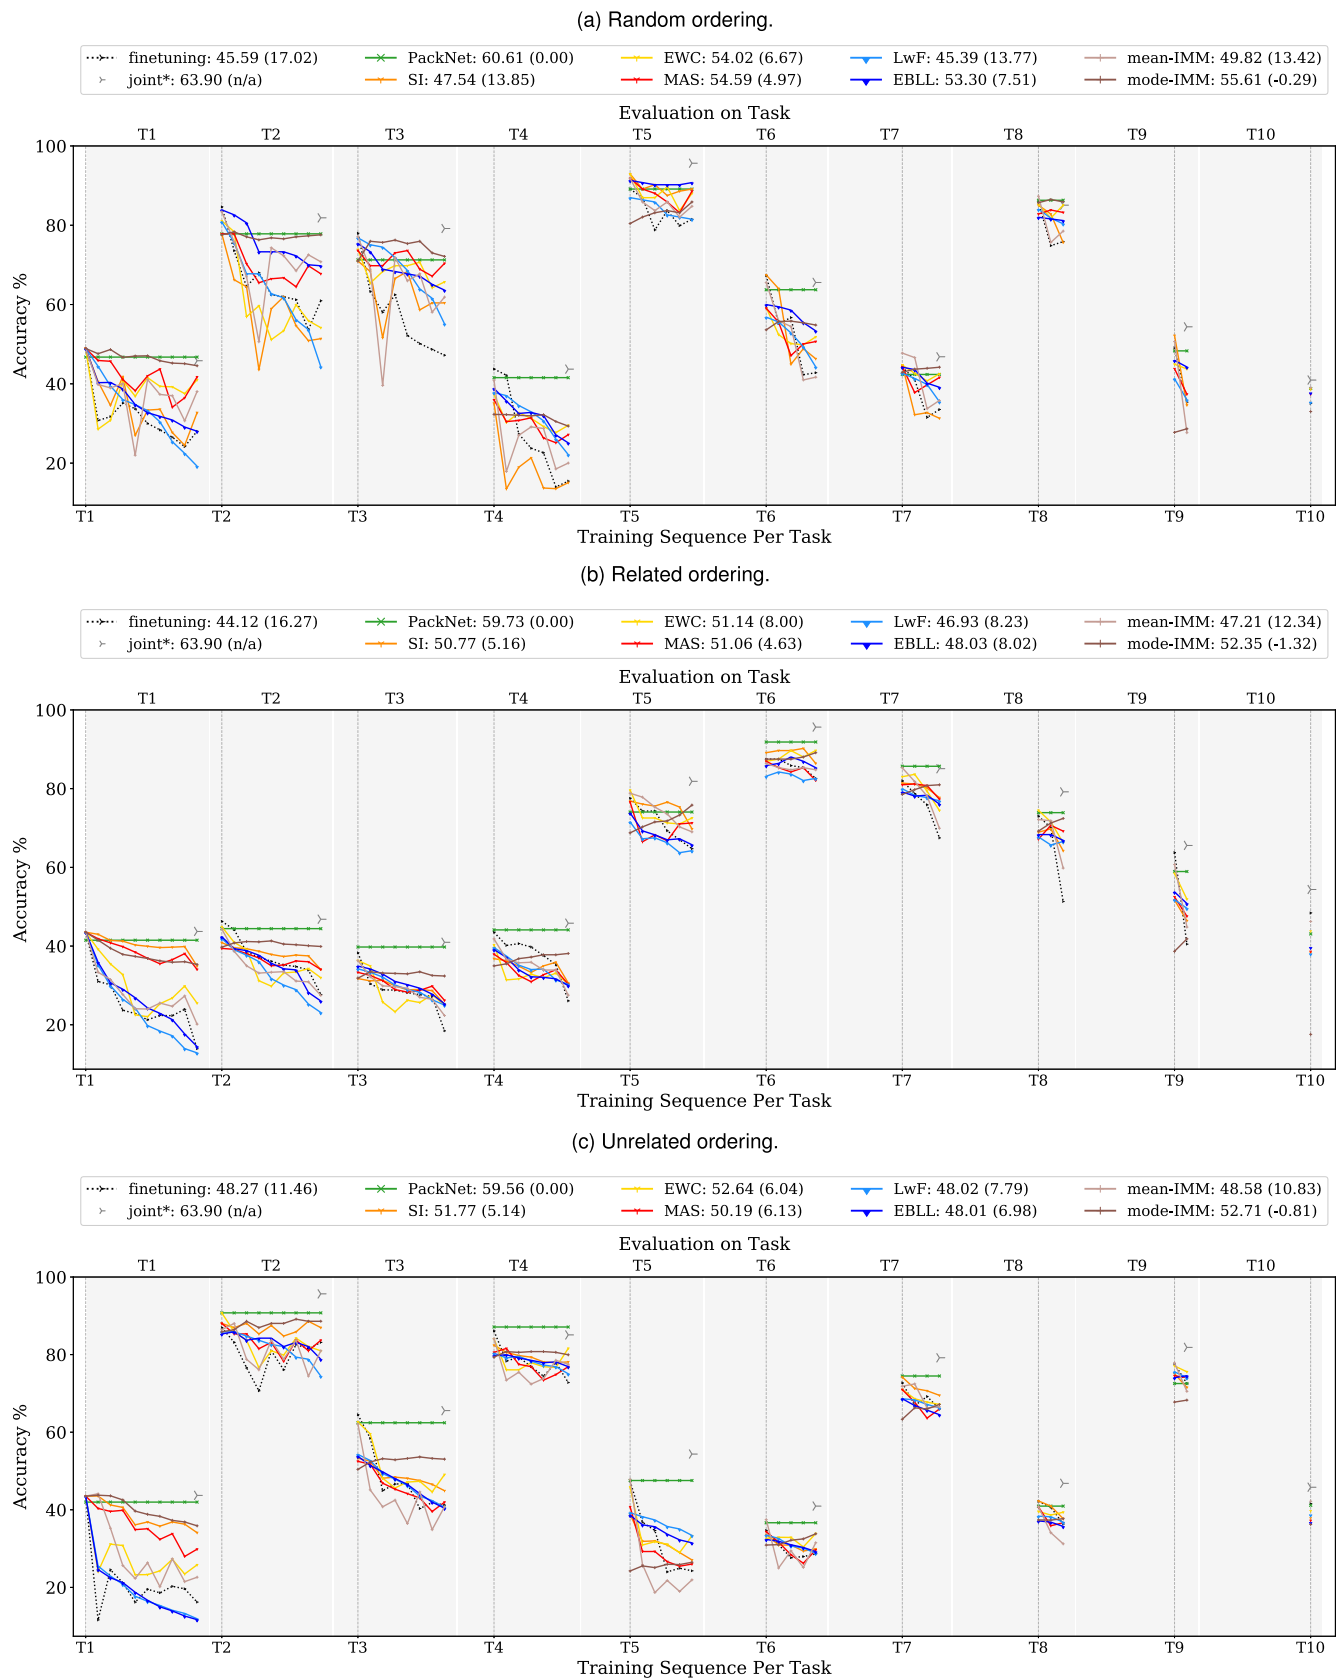 (a) Random ordering.
finetuning: 45.59 (17.02) PackNet: 60.61 (0.00) EWC: 54.02 (6.67) LwF: 45.39 (13.77) mean-IMM: 49.82 (13.42)
joint*: 63.90 (n/a) SI: 47.54 (13.85) MAS: 54.59 (4.97) EBLL: 53.30 (7.51) mode-IMM: 55.61 (-0.29)
Evaluation on Task
T1 T2 T3 T4 T5 T6 T7 T8 T9 T10
100
80
60
40
20
Accuracy %
T1 T2 T3 T4 T5 T6 T7 T8 T9 T10
Training Sequence Per Task
(b) Related ordering.
finetuning: 44.12 (16.27) PackNet: 59.73 (0.00) EWC: 51.14 (8.00) LwF: 46.93 (8.23) mean-IMM: 47.21 (12.34)
joint*: 63.90 (n/a) SI: 50.77 (5.16) MAS: 51.06 (4.63) EBLL: 48.03 (8.02) mode-IMM: 52.35 (-1.32)
Evaluation on Task
T1 T2 T3 T4 T5 T6 T7 T8 T9 T10
100
80
60
40
20
Accuracy %
T1 T2 T3 T4 T5 T6 T7 T8 T9 T10
Training Sequence Per Task
(c) Unrelated ordering.
finetuning: 48.27 (11.46) PackNet: 59.56 (0.00) EWC: 52.64 (6.04) LwF: 48.02 (7.79) mean-IMM: 48.58 (10.83)
joint*: 63.90 (n/a) SI: 51.77 (5.14) MAS: 50.19 (6.13) EBLL: 48.01 (6.98) mode-IMM: 52.71 (-0.81)
Evaluation on Task
T1 T2 T3 T4 T5 T6 T7 T8 T9 T10
100
80
60
40
20
Accuracy %
T1 T2 T3 T4 T5 T6 T7 T8 T9 T10
Training Sequence Per Task